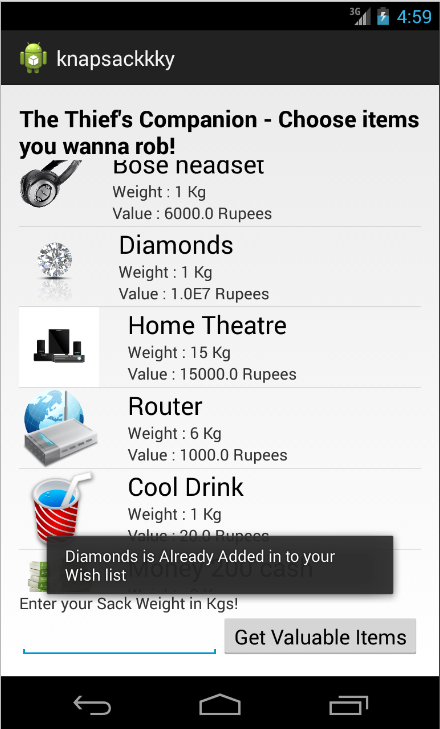 3G 4:59
knapsackkky
The Thief's Companion - Choose items
you wanna rob!
Bose headset
Weight : 1 Kg
Value : 6000.0 Rupees
Diamonds
Weight : 1 Kg
Value : 1.0E7 Rupees
Home Theatre
Weight : 15 Kg
Value : 15000.0 Rupees
Router
Weight : 6 Kg
Value : 1000.0 Rupees
Cool Drink
Weight : 1 Kg
Value : 20.0 Rupees
Diamonds is Already Added in to your
Wish list
Money 200 cash
Enter your Sack Weight in Kgs!
Get Valuable Items